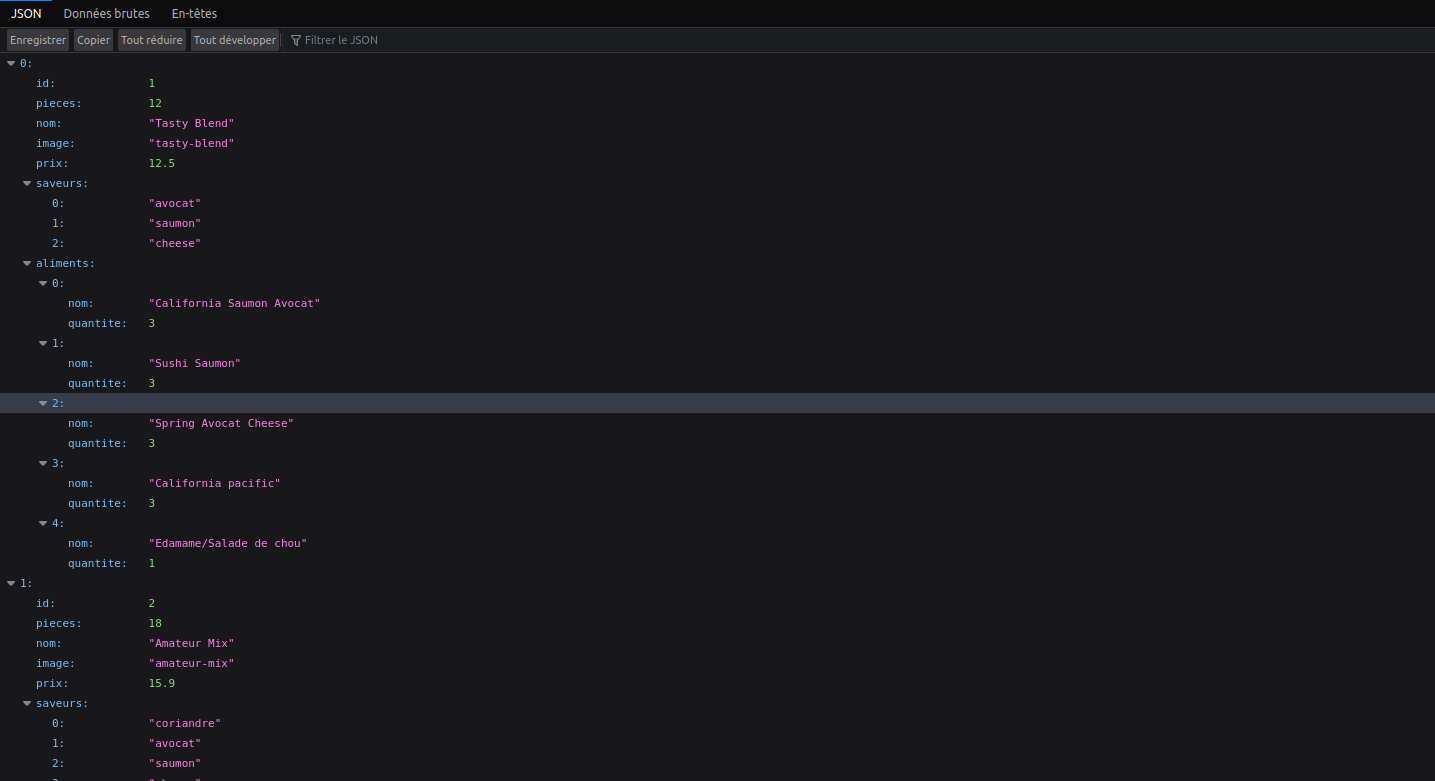 JSON Données brutes En-têtes
Enregistrer Copier Tout réduire Tout développer Filtrer le JSON
0:
id: 1
pieces: 12
nom: "Tasty Blend"
image: "tasty-blend"
prix: 12.5
saveurs:
0: "avocat"
1: "saumon"
2: "cheese"
aliments:
0:
nom: "California Saumon Avocat"
quantite: 3
1:
nom: "Sushi Saumon"
quantite: 3
2:
nom: "Spring Avocat Cheese"
quantite: 3
3:
nom: "California pacific"
quantite: 3
4:
nom: "Edamame/Salade de chou"
quantite: 1
1:
id: 2
pieces: 18
nom: "Amateur Mix"
image: "amateur-mix"
prix: 15.9
saveurs:
0: "coriandre"
1: "avocat"
2: "saumon"